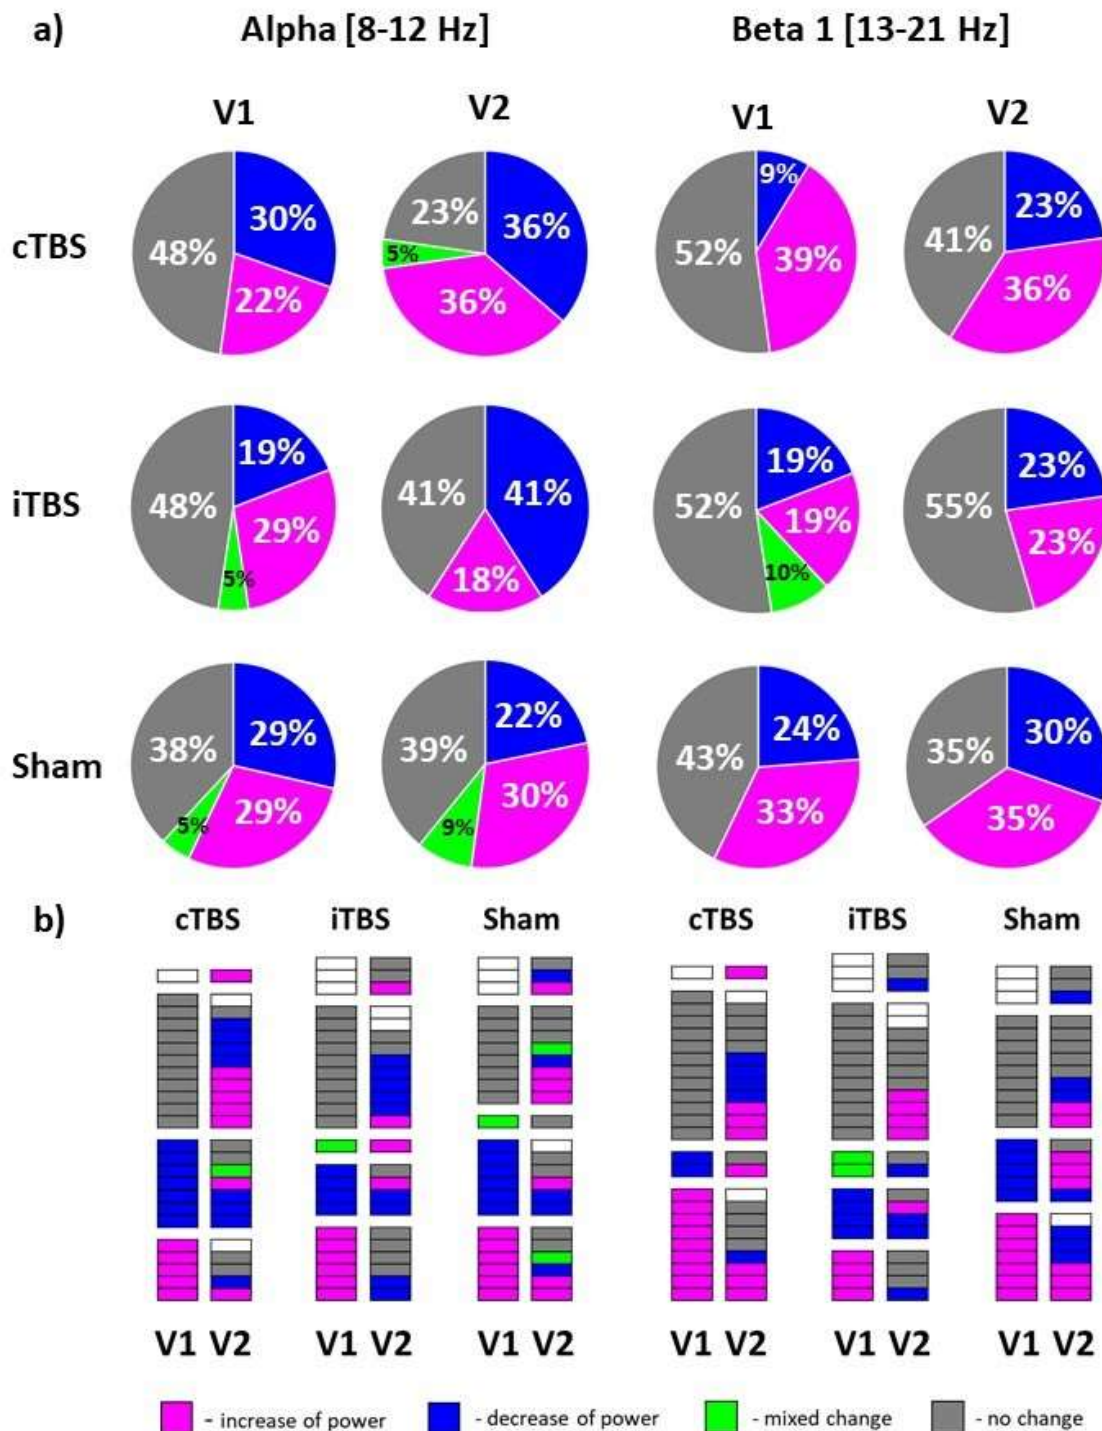 a) Alpha [8-12 Hz] Beta 1 [13-21 Hz]
V1 V2 V1 V2
cTBS
48% 30% 22%
23% 36% 5% 36%
52% 9% 39%
41% 23% 36%
iTBS
48% 19% 29% 5%
41% 41% 18%
52% 19% 19% 10%
55% 23% 23%
Sham
38% 29% 5% 29%
39% 22% 9% 30%
43% 24% 33%
35% 30% 35%
b) cTBS iTBS Sham cTBS iTBS Sham
V1 V2 V1 V2 V1 V2 V1 V2 V1 V2 V1 V2
- increase of power - decrease of power - mixed change - no change